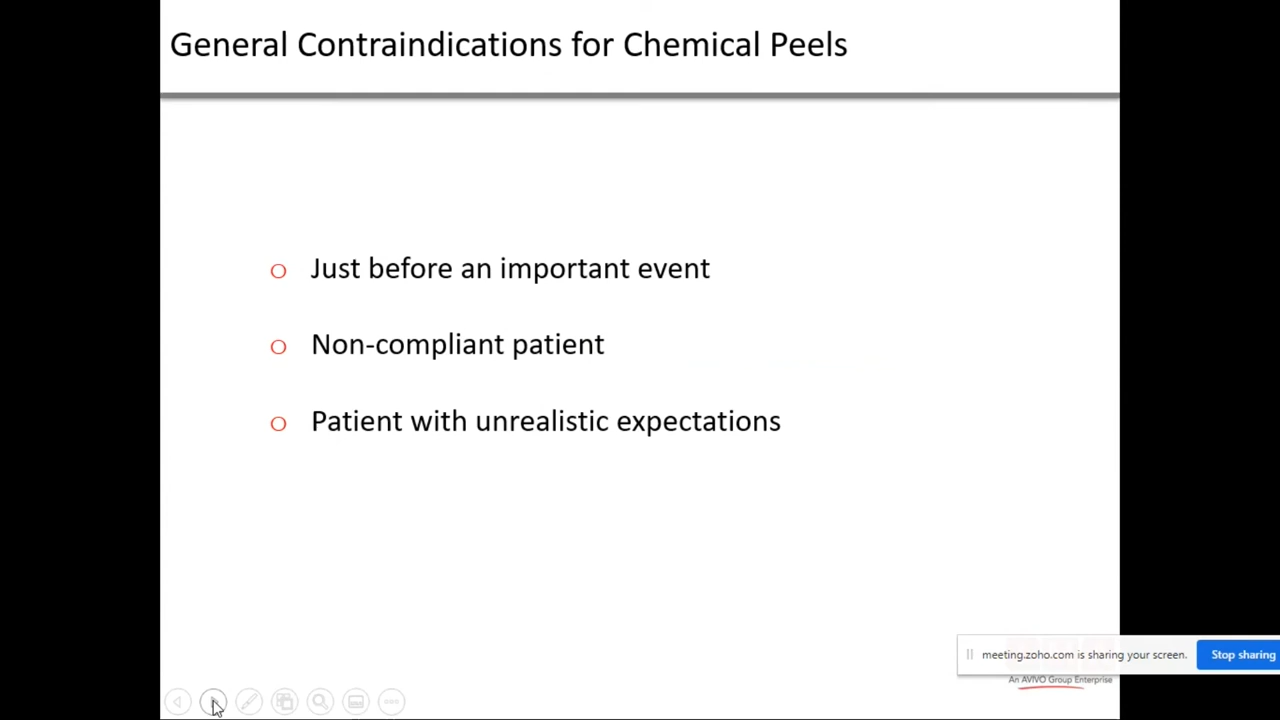 General Contraindications for Chemical Peels
Just before an important event
Non-compliant patient
Patient with unrealistic expectations
meeting.zoho.com is sharing your screen.
Stop sharing
An AVIVO Group Enterprise